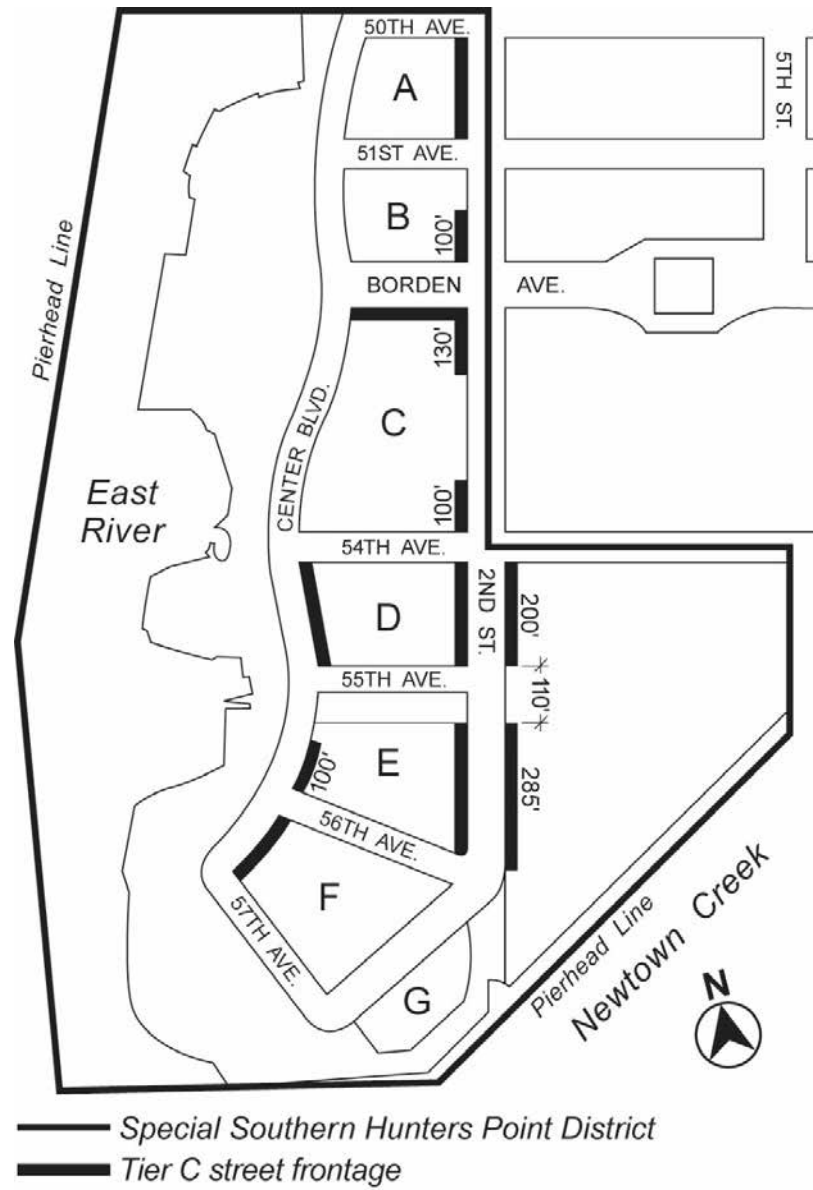 50TH AVE.
A
5TH ST.
51ST AVE.
B
100'
Pierhead Line
BORDEN AVE.
130'
C
CENTER BLVD.
100'
East
River
54TH AVE.
D
2ND ST.
200'
55TH AVE.
110'
E
100'
285'
56TH AVE.
F
57TH AVE.
G
Pierhead Line
Newtown Creek
N
Special Southern Hunters Point District
Tier C street frontage